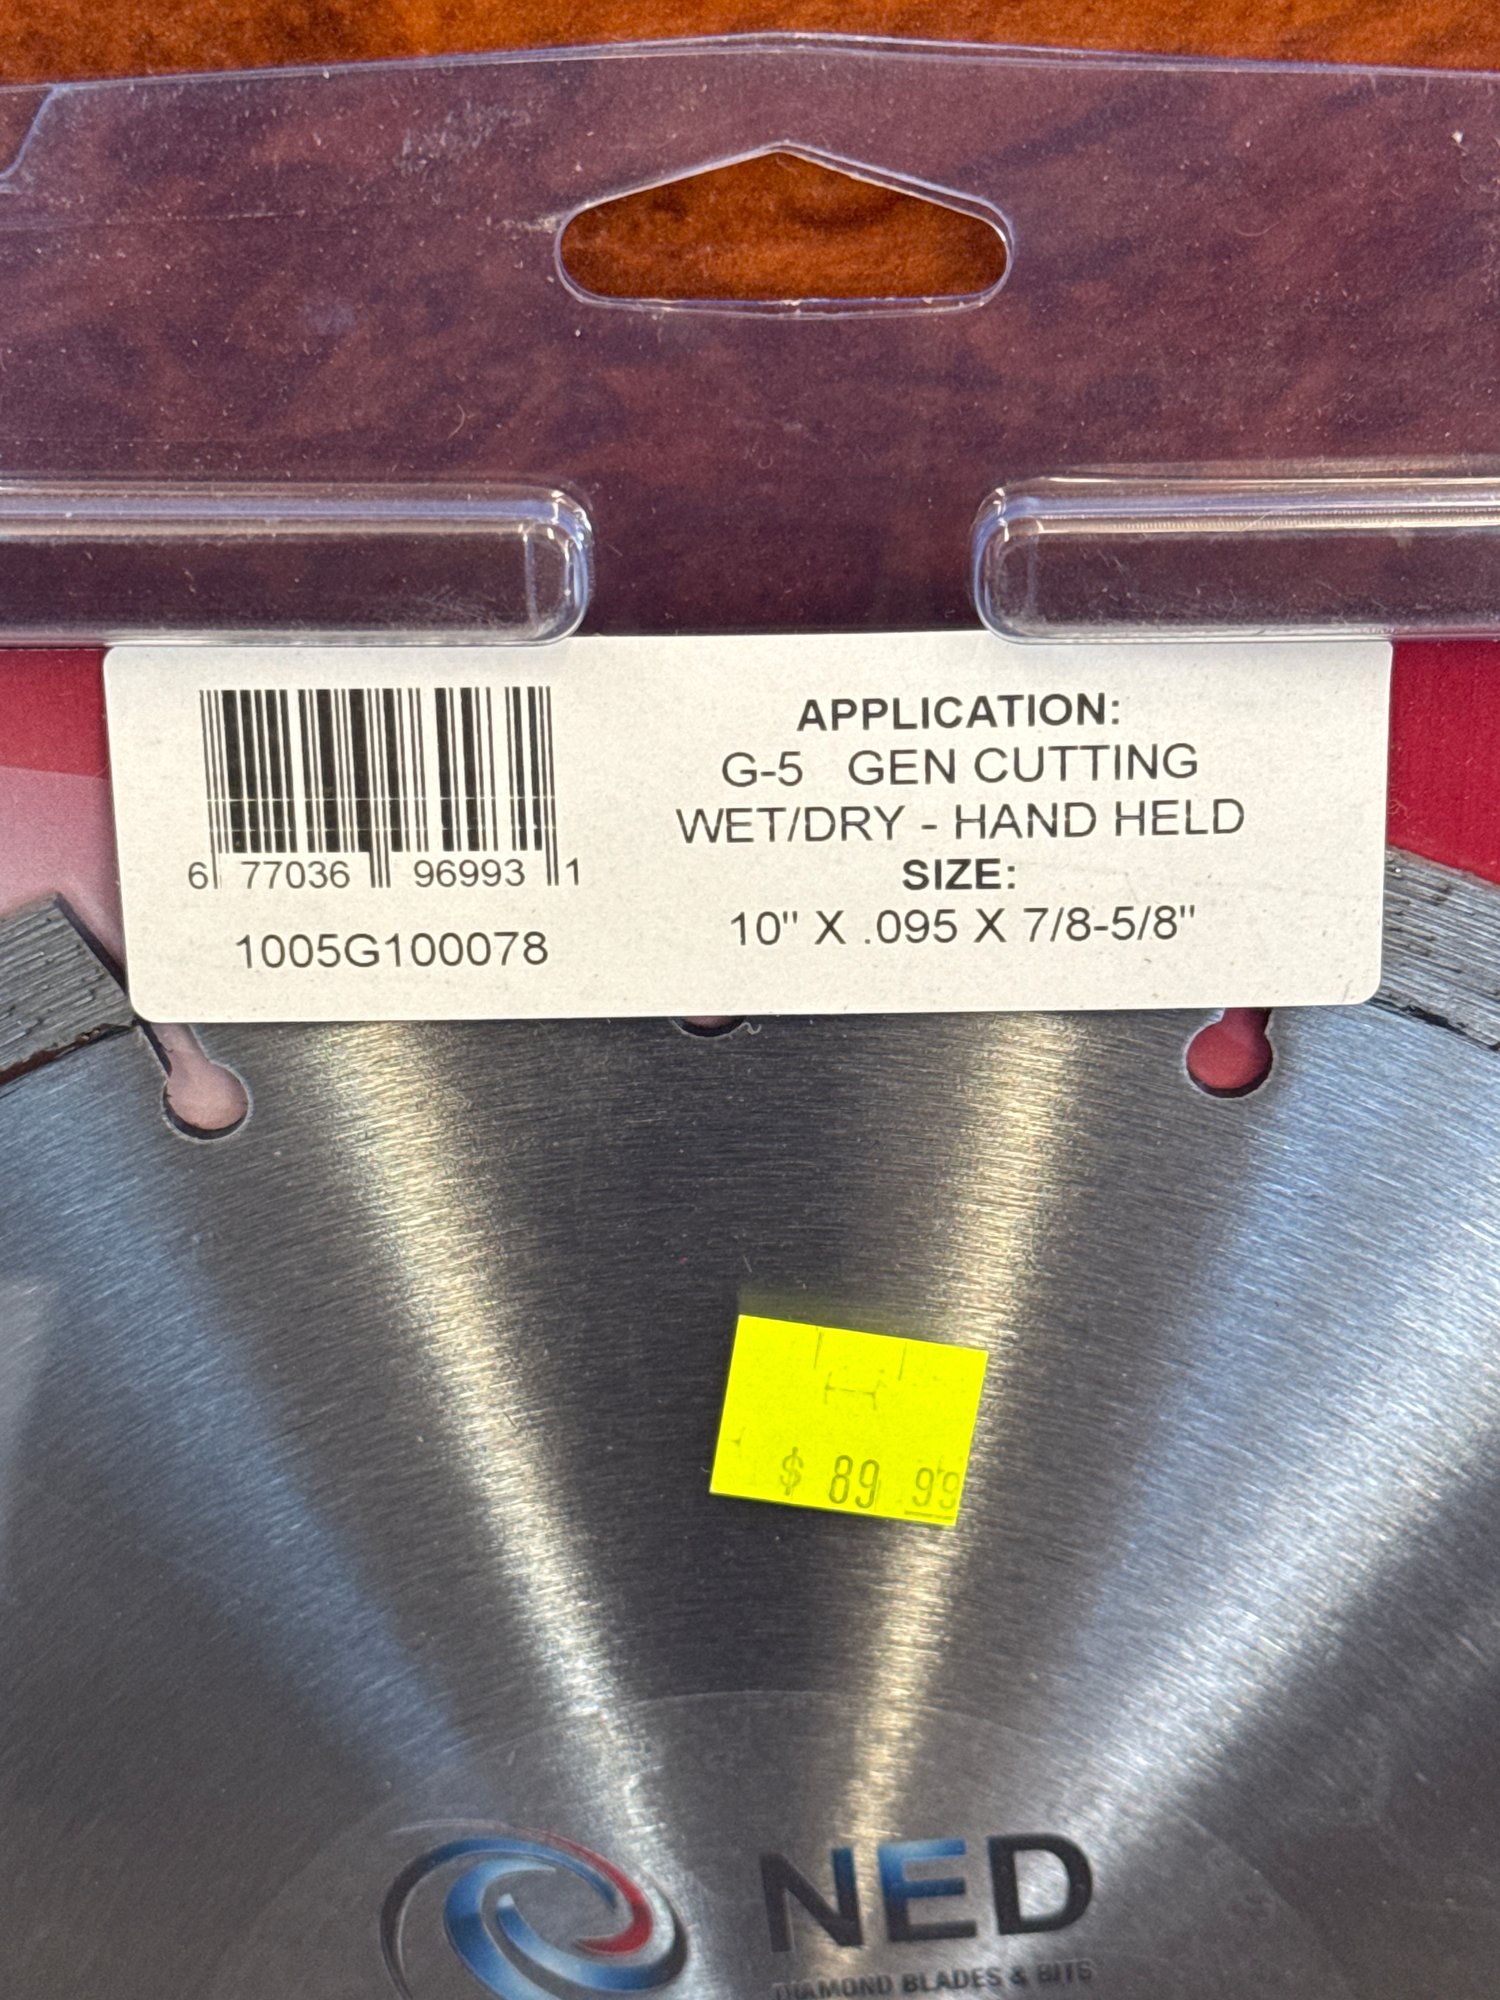 6 77036 96993 1
1005G100078
APPLICATION:
G-5 GEN CUTTING
WET/DRY - HAND HELD
SIZE:
10" X .095 X 7/8-5/8"
$ 89 99
NED
DIAMOND BLADES & BITS